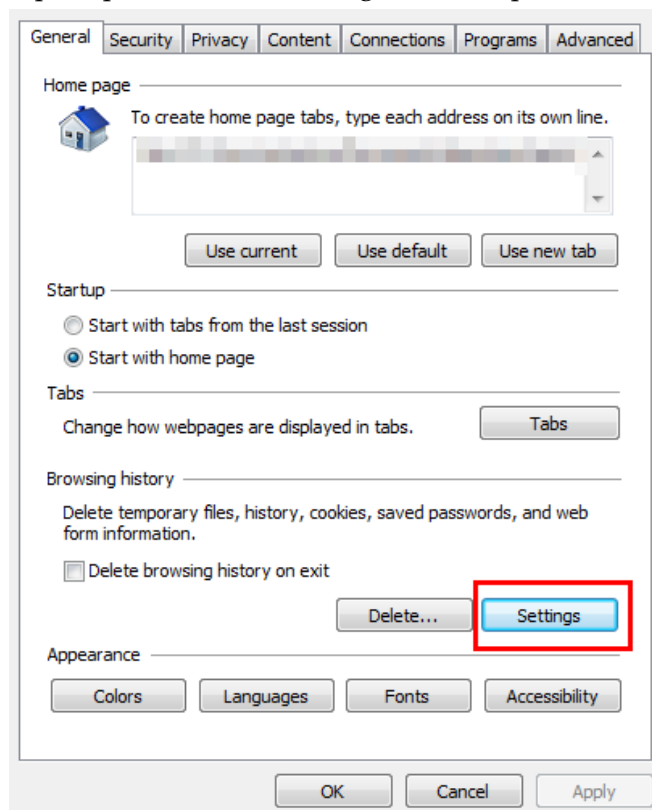 General Security Privacy Content Connections Programs Advanced
Home page
To create home page tabs, type each address on its own line.
Use current Use default Use new tab
Startup
Start with tabs from the last session
Start with home page
Tabs
Change how webpages are displayed in tabs. Tabs
Browsing history
Delete temporary files, history, cookies, saved passwords, and web
form information.
Delete browsing history on exit
Delete... Settings
Appearance
Colors Languages Fonts Accessibility
OK Cancel Apply